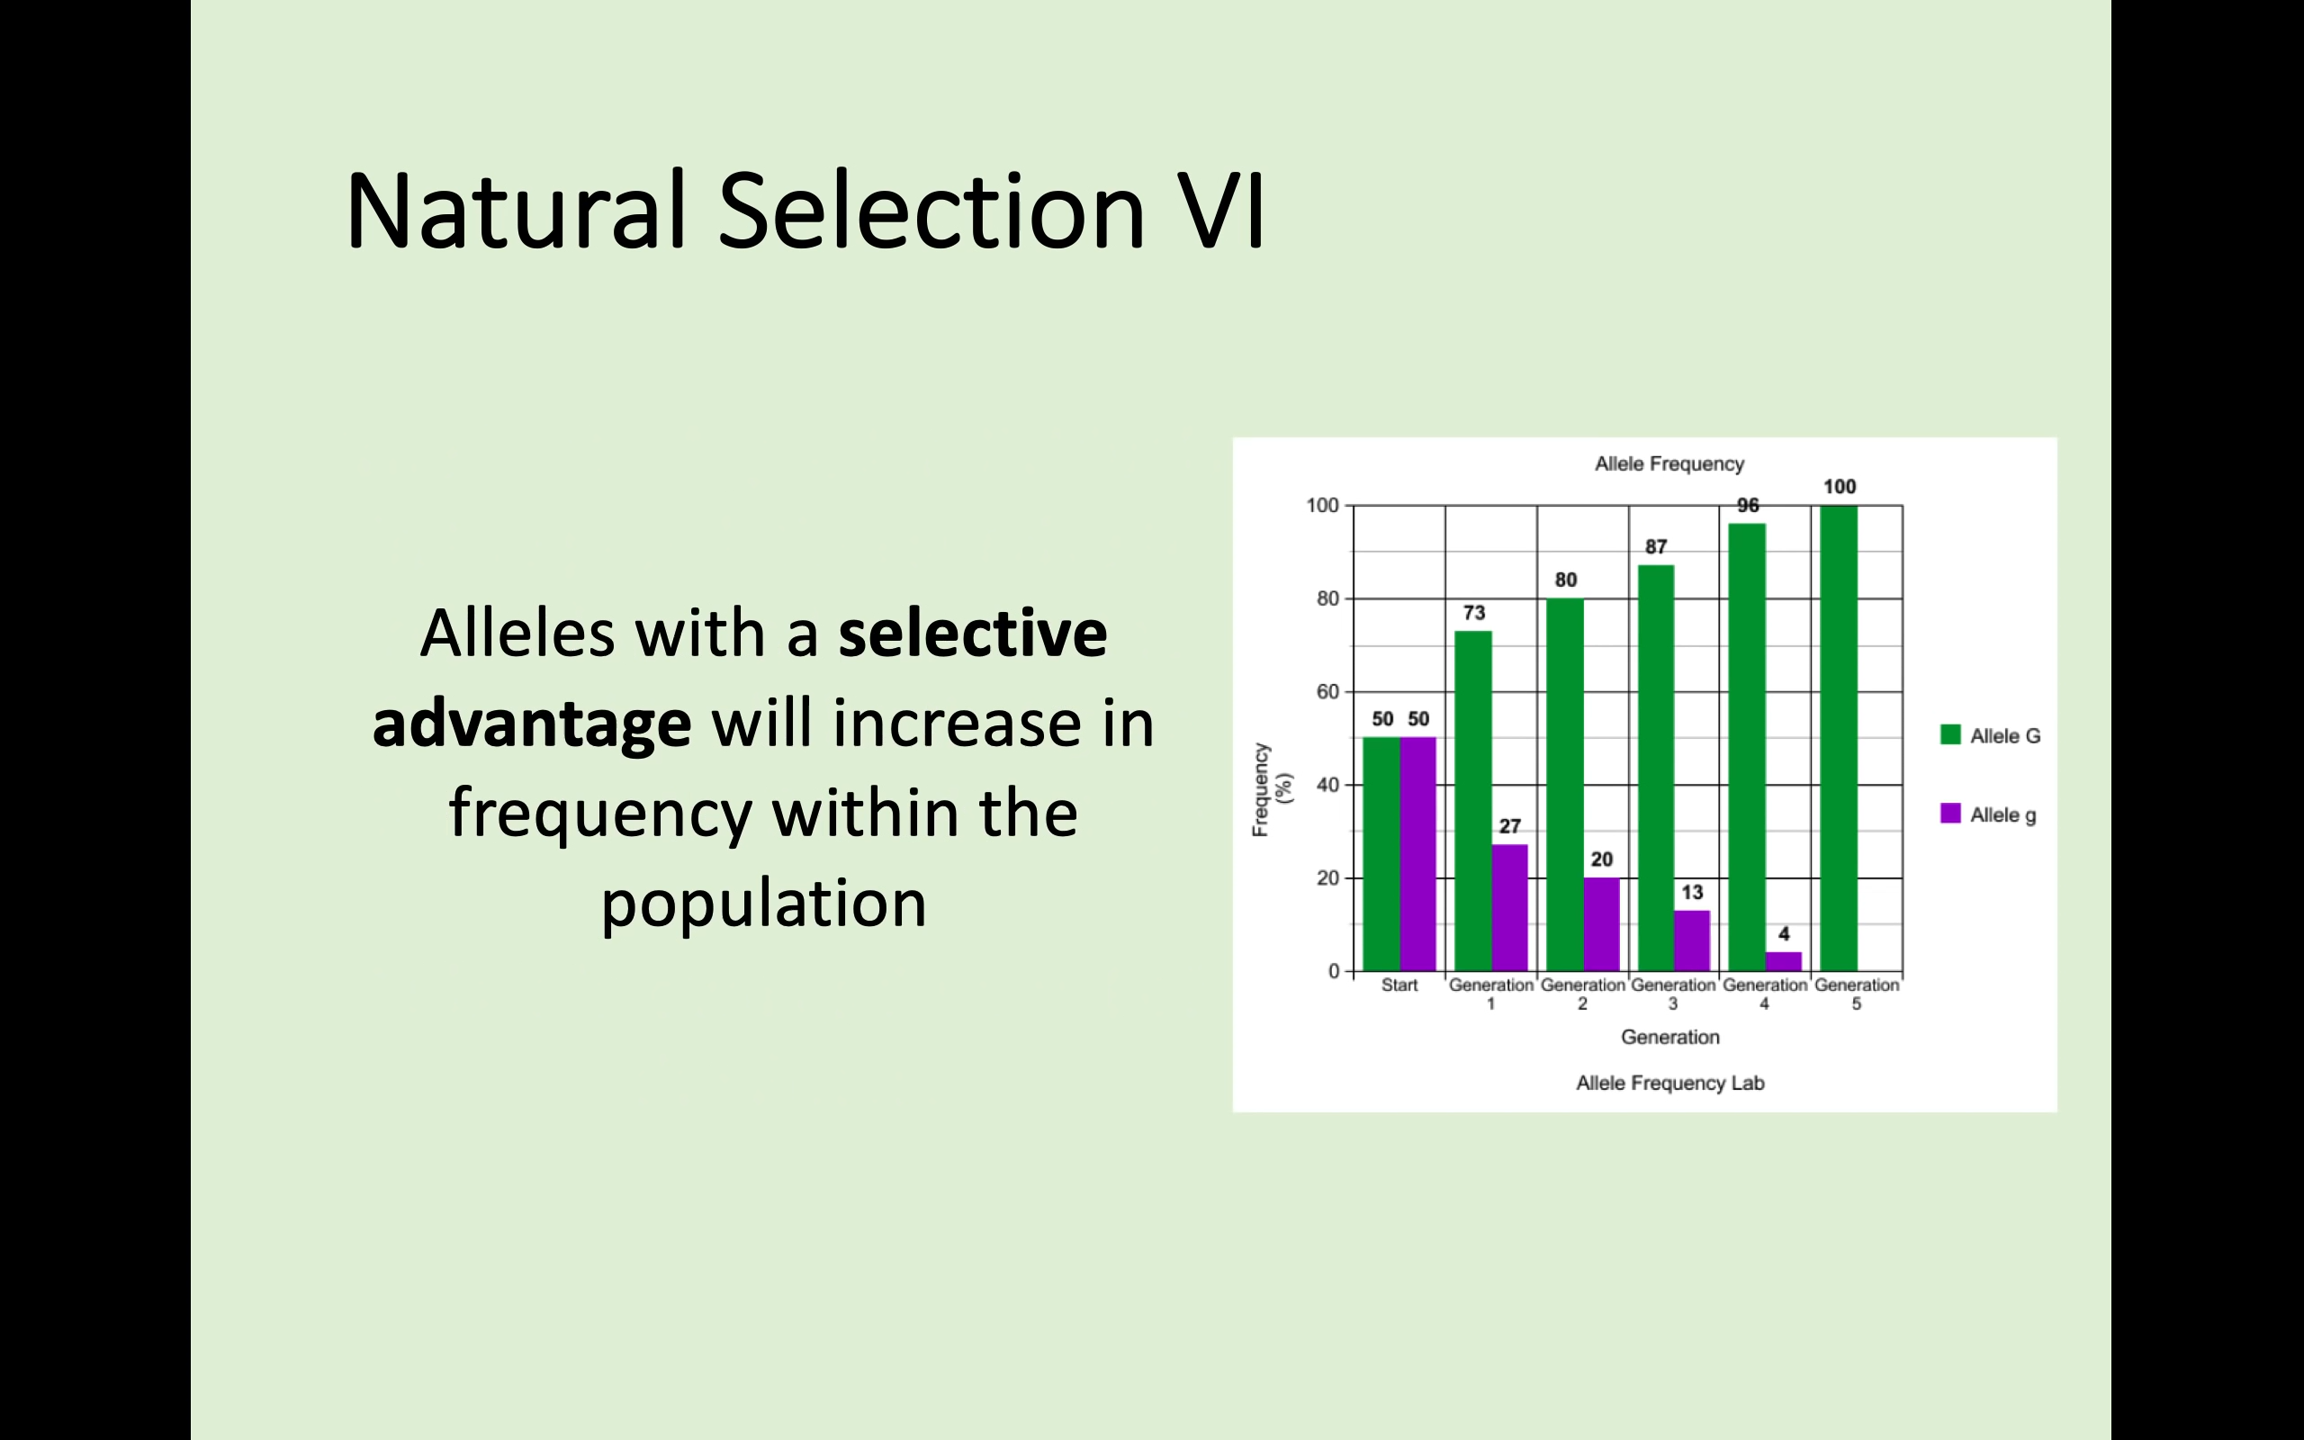 Natural Selection VI
Alleles with a selective
advantage will increase in
frequency within the
population
Allele Frequency
100
80
60
40
20
0
Frequency
(%)
50 50
73
27
80
20
87
13
96
4
100
Start
Generation
1
Generation
2
Generation
3
Generation
4
Generation
5
Generation
Allele Frequency Lab
Allele G
Allele g